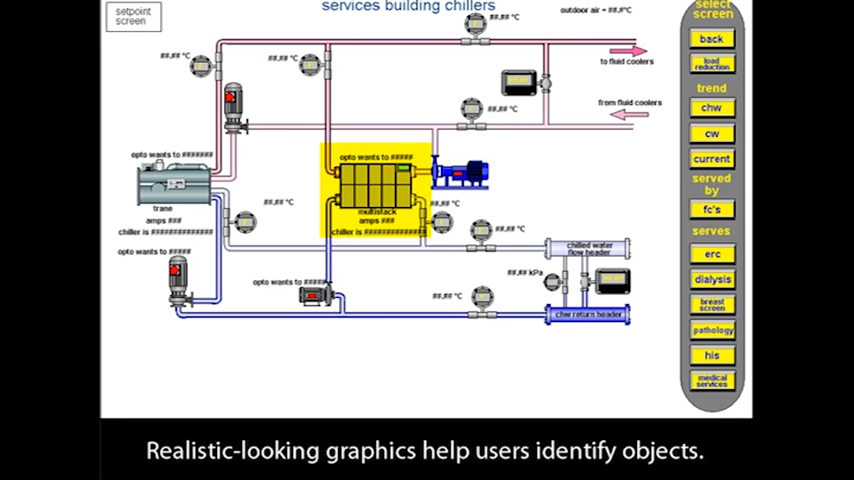 services building chillers
setpoint
screen
##.## °C
outdoor air = ##.#°C
select
screen
back
load
reduction
trend
chw
cw
current
served
by
fc's
serves
erc
dialysis
breast
screen
pathology
his
medical
services
##.## °C
##.## °C
to fluid coolers
from fluid coolers
##.## °C
opto wants to #######
opto wants to #####
trane
amps ###
chiller is ##############
multistack
amps ###
chiller is ##############
##.## °C
##.## °C
##.## °C
opto wants to #####
opto wants to #####
chilled water
flow header
##.## kPa
##.## °C
chw return header
Realistic-looking graphics help users identify objects.